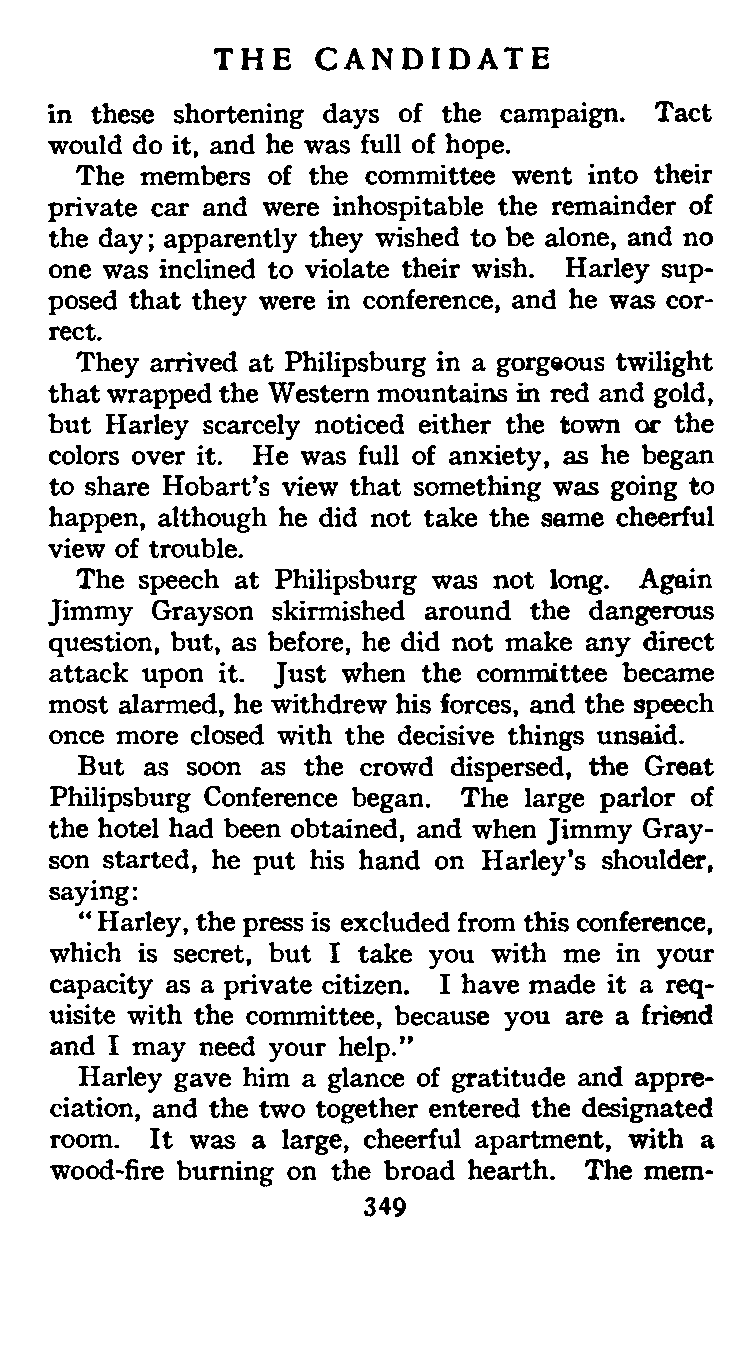 THE CANDIDATE
in these shortening days of the campaign. Tact
would do it, and he was full of hope.
The members of the committee went into their
private car and were inhospitable the remainder of
the day; apparently they wished to be alone, and no
one was inclined to violate their wish. Harley sup-
posed that they were in conference, and he was cor-
rect.
They arrived at Philipsburg in a gorgeous twilight
that wrapped the Western mountains in red and gold,
but Harley scarcely noticed either the town or the
colors over it. He was full of anxiety, as he began
to share Hobart's view that something was going to
happen, although he did not take the same cheerful
view of trouble.
The speech at Philipsburg was not long. Again
Jimmy Grayson skirmished around the dangerous
question, but, as before, he did not make any direct
attack upon it. Just when the committee became
most alarmed, he withdrew his forces, and the speech
once more closed with the decisive things unsaid.
But as soon as the crowd dispersed, the Great
Philipsburg Conference began. The large parlor of
the hotel had been obtained, and when Jimmy Gray-
son started, he put his hand on Harley's shoulder,
saying:
"Harley, the press is excluded from this conference,
which is secret, but I take you with me in your
capacity as a private citizen. I have made it a req-
uisite with the committee, because you are a friend
and I may need your help."
Harley gave him a glance of gratitude and appre-
ciation, and the two together entered the designated
room. It was a large, cheerful apartment, with a
wood-fire burning on the broad hearth. The mem-
349